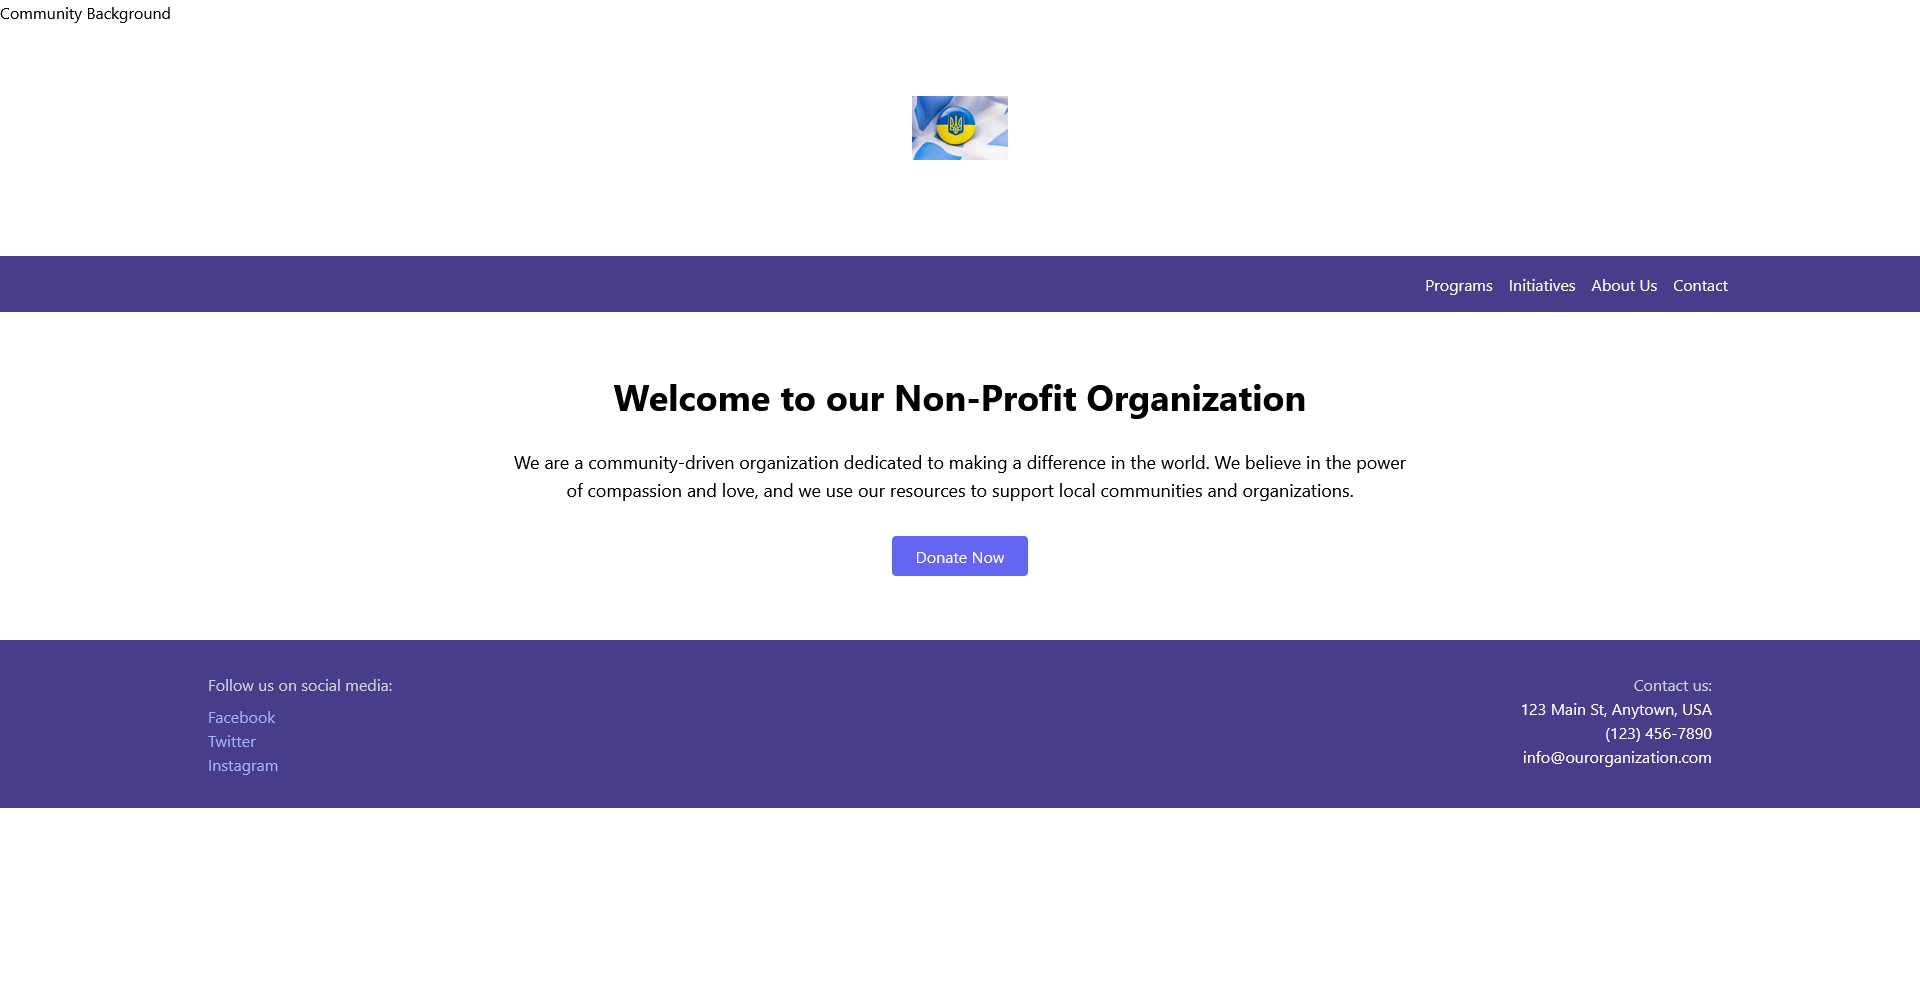 Community Background
Programs Initiatives About Us Contact
Welcome to our Non-Profit Organization
We are a community-driven organization dedicated to making a difference in the world. We believe in the power
of compassion and love, and we use our resources to support local communities and organizations.
Donate Now
Follow us on social media:
Facebook
Twitter
Instagram
Contact us:
123 Main St, Anytown, USA
(123) 456-7890
info@ourorganization.com